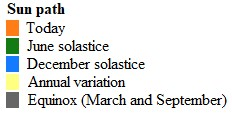 Sun path
Today
June solastice
December solastice
Annual variation
Equinox (March and September)